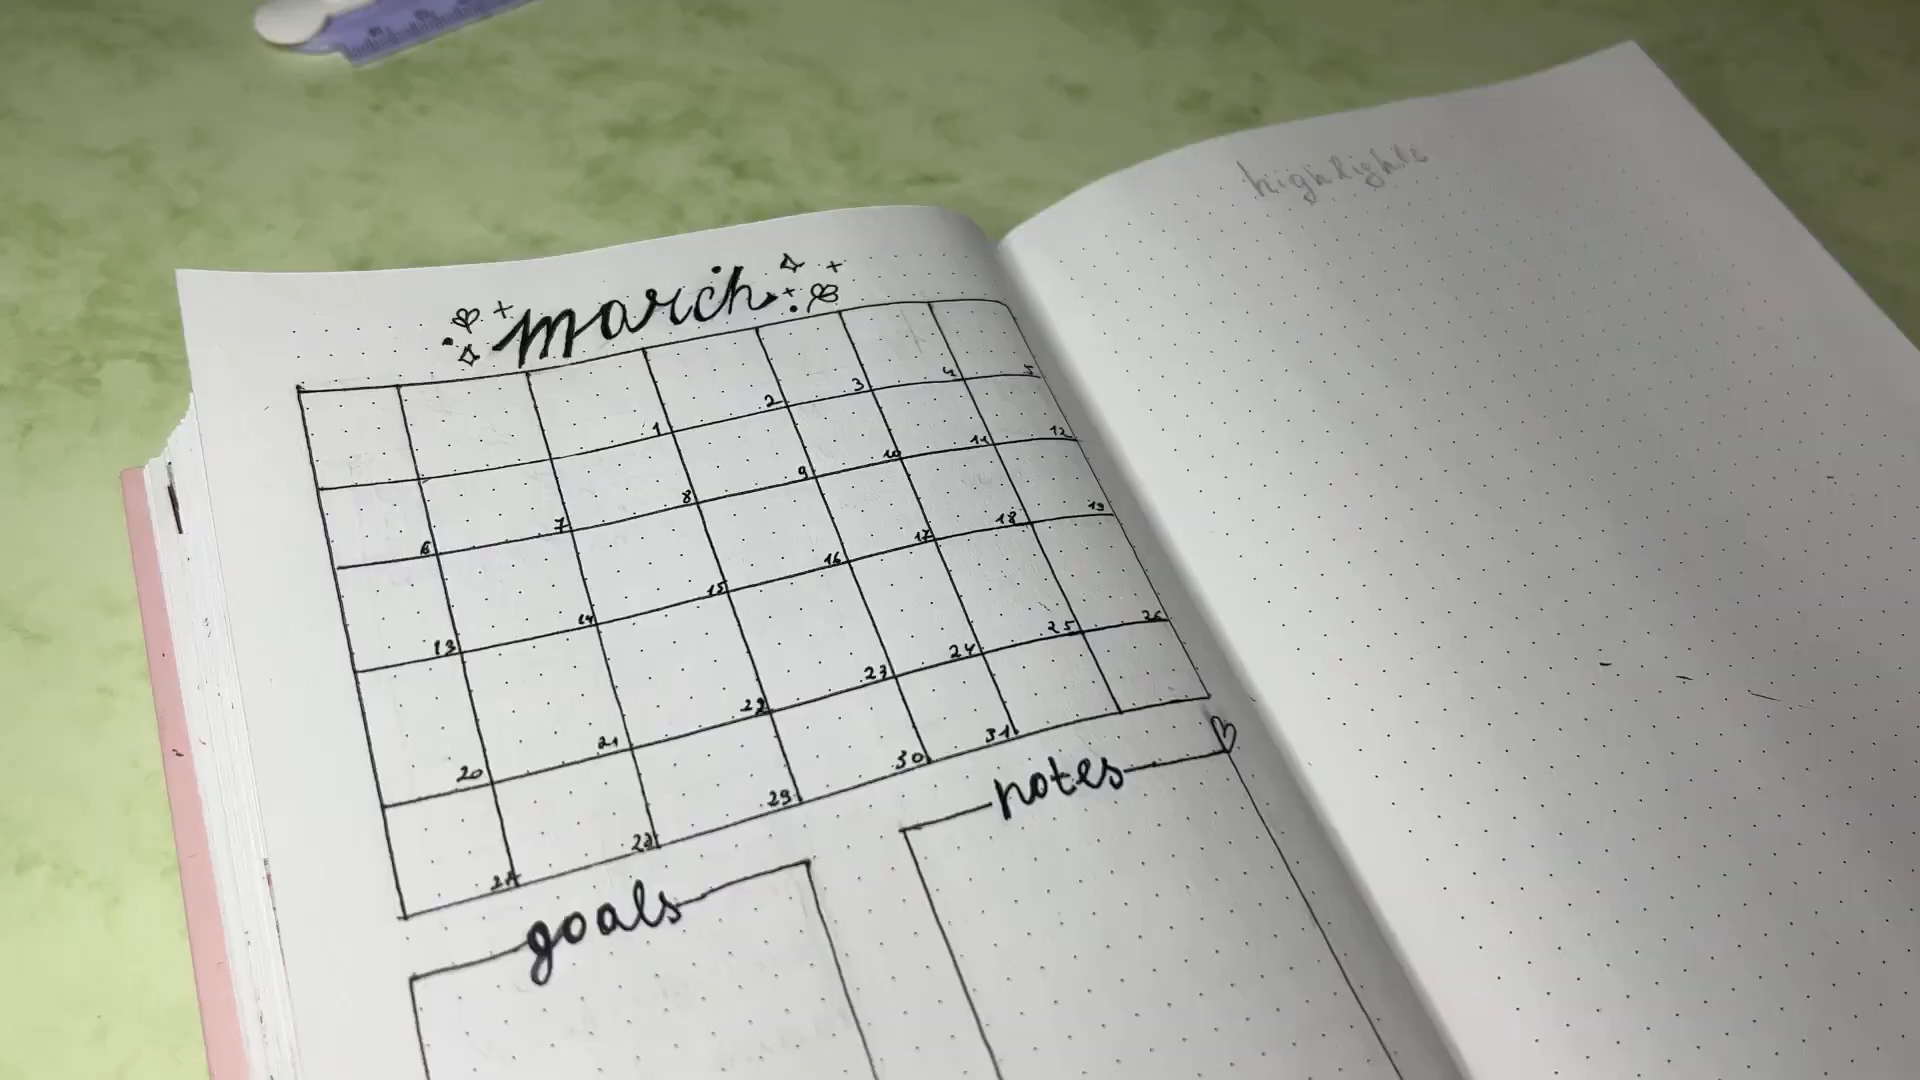 highlights
march
1 2 3 4 5
6 7 8 9 10 11 12
13 14 15 16 17 18 19
20 21 22 23 24 25 26
27 28 29 30 31
goals
notes